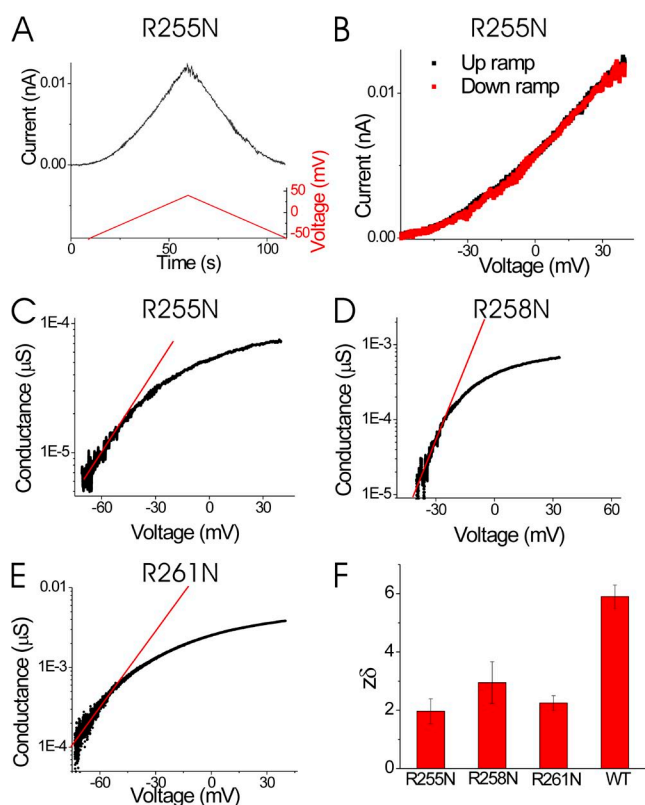 A
R255N
Current (nA)
0.01
0.00
50
0
-50
Voltage (mV)
0
50
100
Time (s)
B
R255N
Up ramp
Down ramp
Current (nA)
0.01
0.00
-30
0
30
Voltage (mV)
C
R255N
Conductance (µS)
1E-4
1E-5
-60
-30
0
30
Voltage (mV)
D
R258N
Conductance (µS)
1E-3
1E-4
1E-5
-30
0
30
60
Voltage (mV)
E
R261N
Conductance (µS)
0.01
1E-3
1E-4
-60
-30
0
30
Voltage (mV)
F
zδ
6
4
2
0
R255N R258N R261N WT